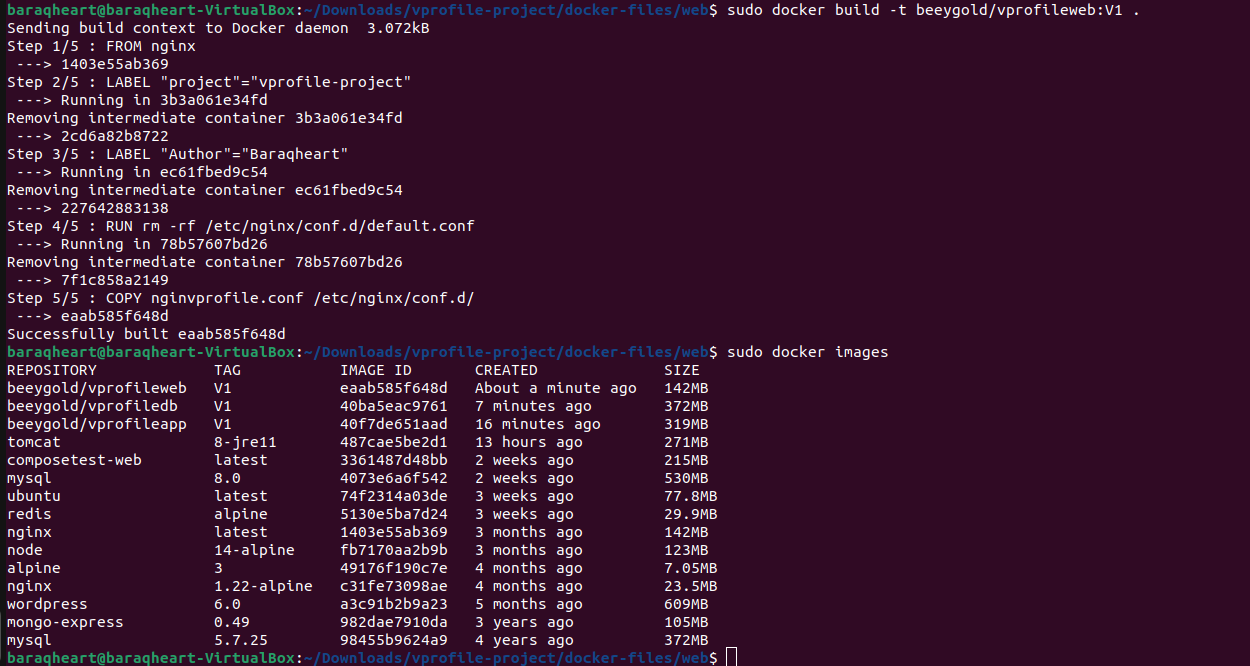 baraqheart@baraqheart-VirtualBox:~/Downloads/vprofile-project/docker-files/web$ sudo docker build -t beeygold/vprofileweb:V1 .
Sending build context to Docker daemon  3.072kB
Step 1/5 : FROM nginx
 ---> 1403e55ab369
Step 2/5 : LABEL "project"="vprofile-project"
 ---> Running in 3b3a061e34fd
Removing intermediate container 3b3a061e34fd
 ---> 2cd6a82b8722
Step 3/5 : LABEL "Author"="Baraqheart"
 ---> Running in ec61fbed9c54
Removing intermediate container ec61fbed9c54
 ---> 227642883138
Step 4/5 : RUN rm -rf /etc/nginx/conf.d/default.conf
 ---> Running in 78b57607bd26
Removing intermediate container 78b57607bd26
 ---> 7f1c858a2149
Step 5/5 : COPY nginvprofile.conf /etc/nginx/conf.d/
 ---> eaab585f648d
Successfully built eaab585f648d
baraqheart@baraqheart-VirtualBox:~/Downloads/vprofile-project/docker-files/web$ sudo docker images
REPOSITORY             TAG           IMAGE ID       CREATED              SIZE
beeygold/vprofileweb   V1            eaab585f648d   About a minute ago   142MB
beeygold/vprofiledb    V1            40ba5eac9761   7 minutes ago        372MB
beeygold/vprofileapp   V1            40f7de651aad   16 minutes ago       319MB
tomcat                 8-jre11       487cae5be2d1   13 hours ago         271MB
composetest-web        latest        3361487d48bb   2 weeks ago          215MB
mysql                  8.0           4073e6a6f542   2 weeks ago          530MB
ubuntu                 latest        74f2314a03de   3 weeks ago          77.8MB
redis                  alpine        5130e5ba7d24   3 weeks ago          29.9MB
nginx                  latest        1403e55ab369   3 months ago         142MB
node                   14-alpine     fb7170aa2b9b   3 months ago         123MB
alpine                 3             49176f190c7e   4 months ago         7.05MB
nginx                  1.22-alpine   c31fe73098ae   4 months ago         23.5MB
wordpress              6.0           a3c91b2b9a23   5 months ago         609MB
mongo-express          0.49          982dae7910da   3 years ago          105MB
mysql                  5.7.25        98455b9624a9   4 years ago          372MB
baraqheart@baraqheart-VirtualBox:~/Downloads/vprofile-project/docker-files/web$